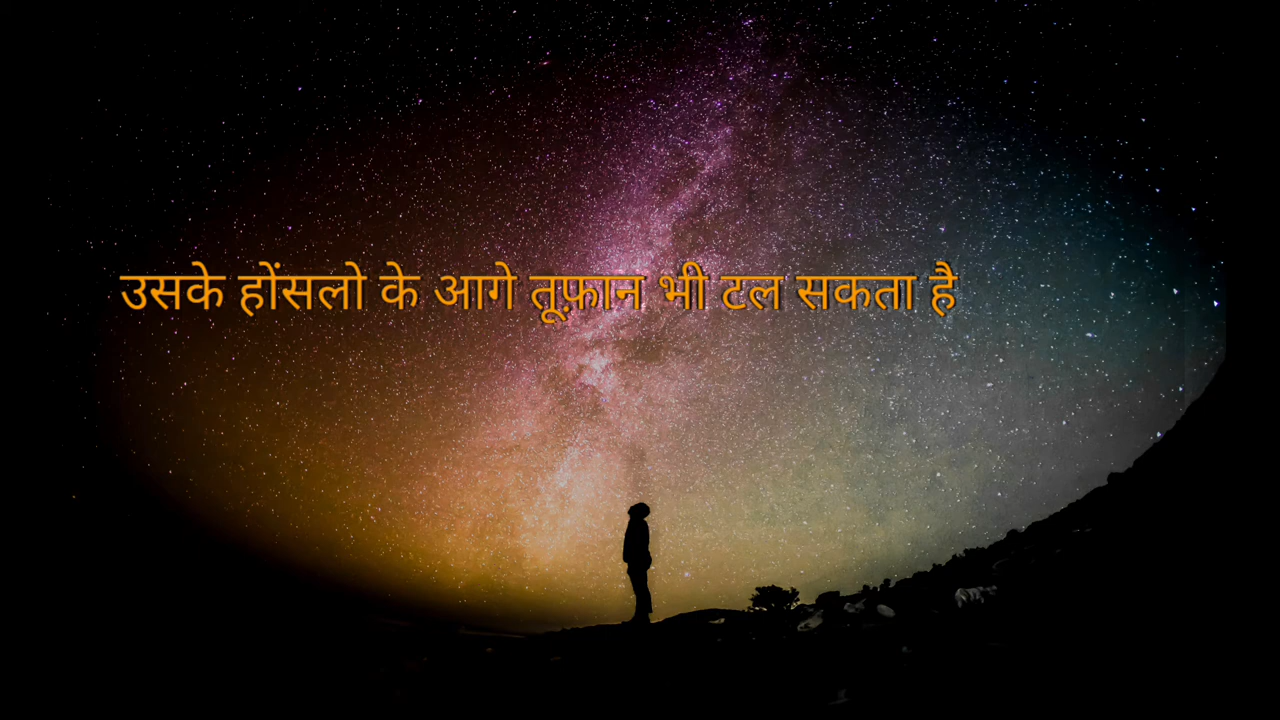 उसके होंसलो के आगे तूफ़ान भी टल सकता है